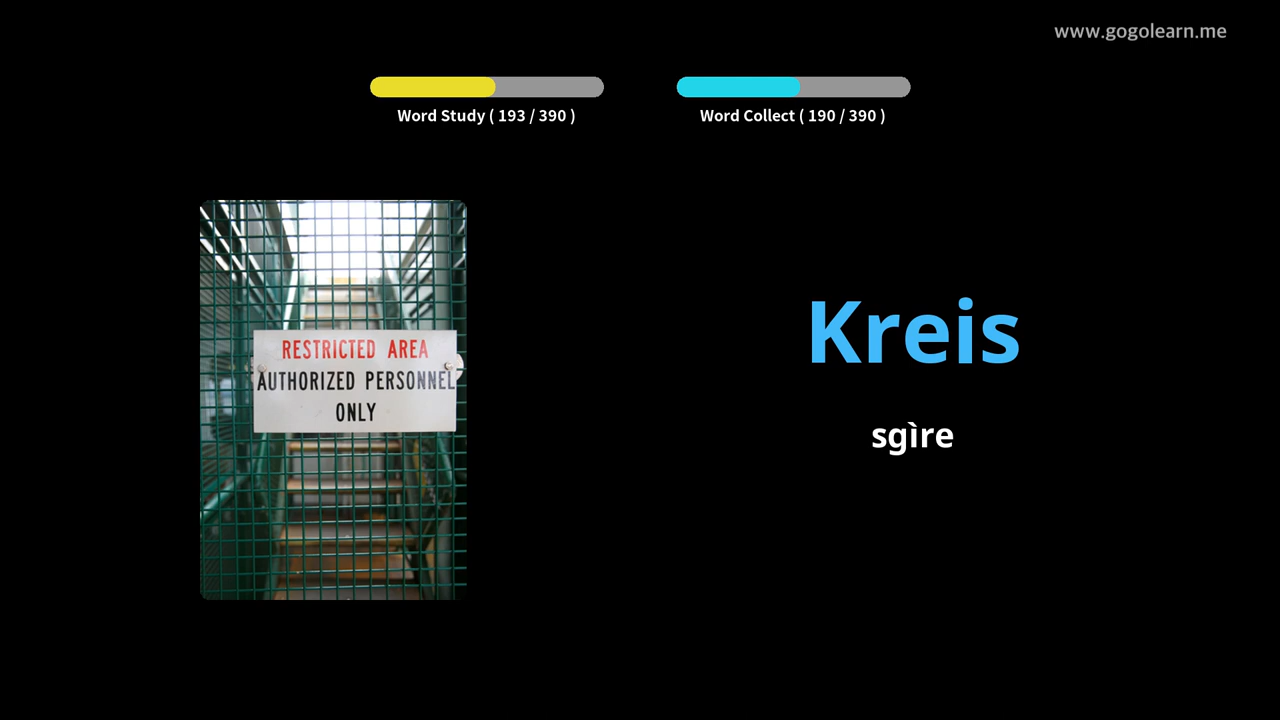 www.gogolearn.me
Word Study ( 193 / 390 )
Word Collect ( 190 / 390 )
RESTRICTED AREA
AUTHORIZED PERSONNEL
ONLY
Kreis
sgìre